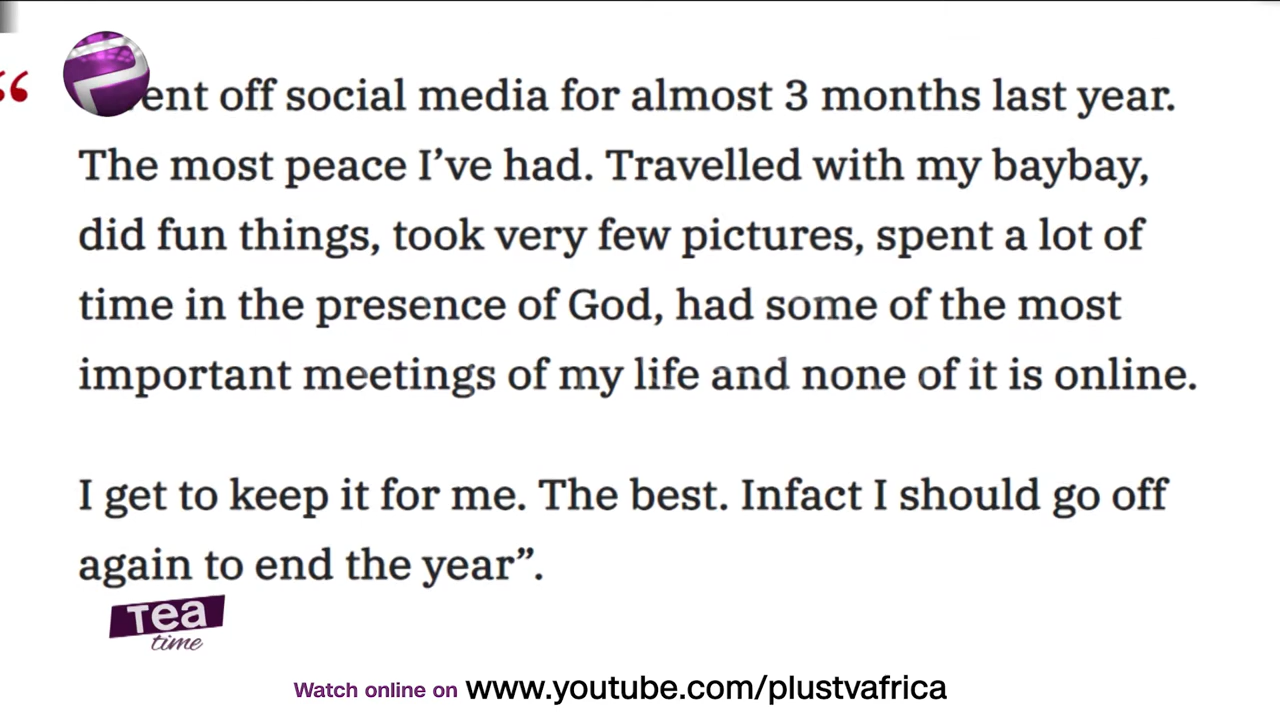 “ent off social media for almost 3 months last year.
The most peace I’ve had. Travelled with my baybay,
did fun things, took very few pictures, spent a lot of
time in the presence of God, had some of the most
important meetings of my life and none of it is online.
I get to keep it for me. The best. Infact I should go off
again to end the year”.
Tea
time
Watch online on www.youtube.com/plustvafrica